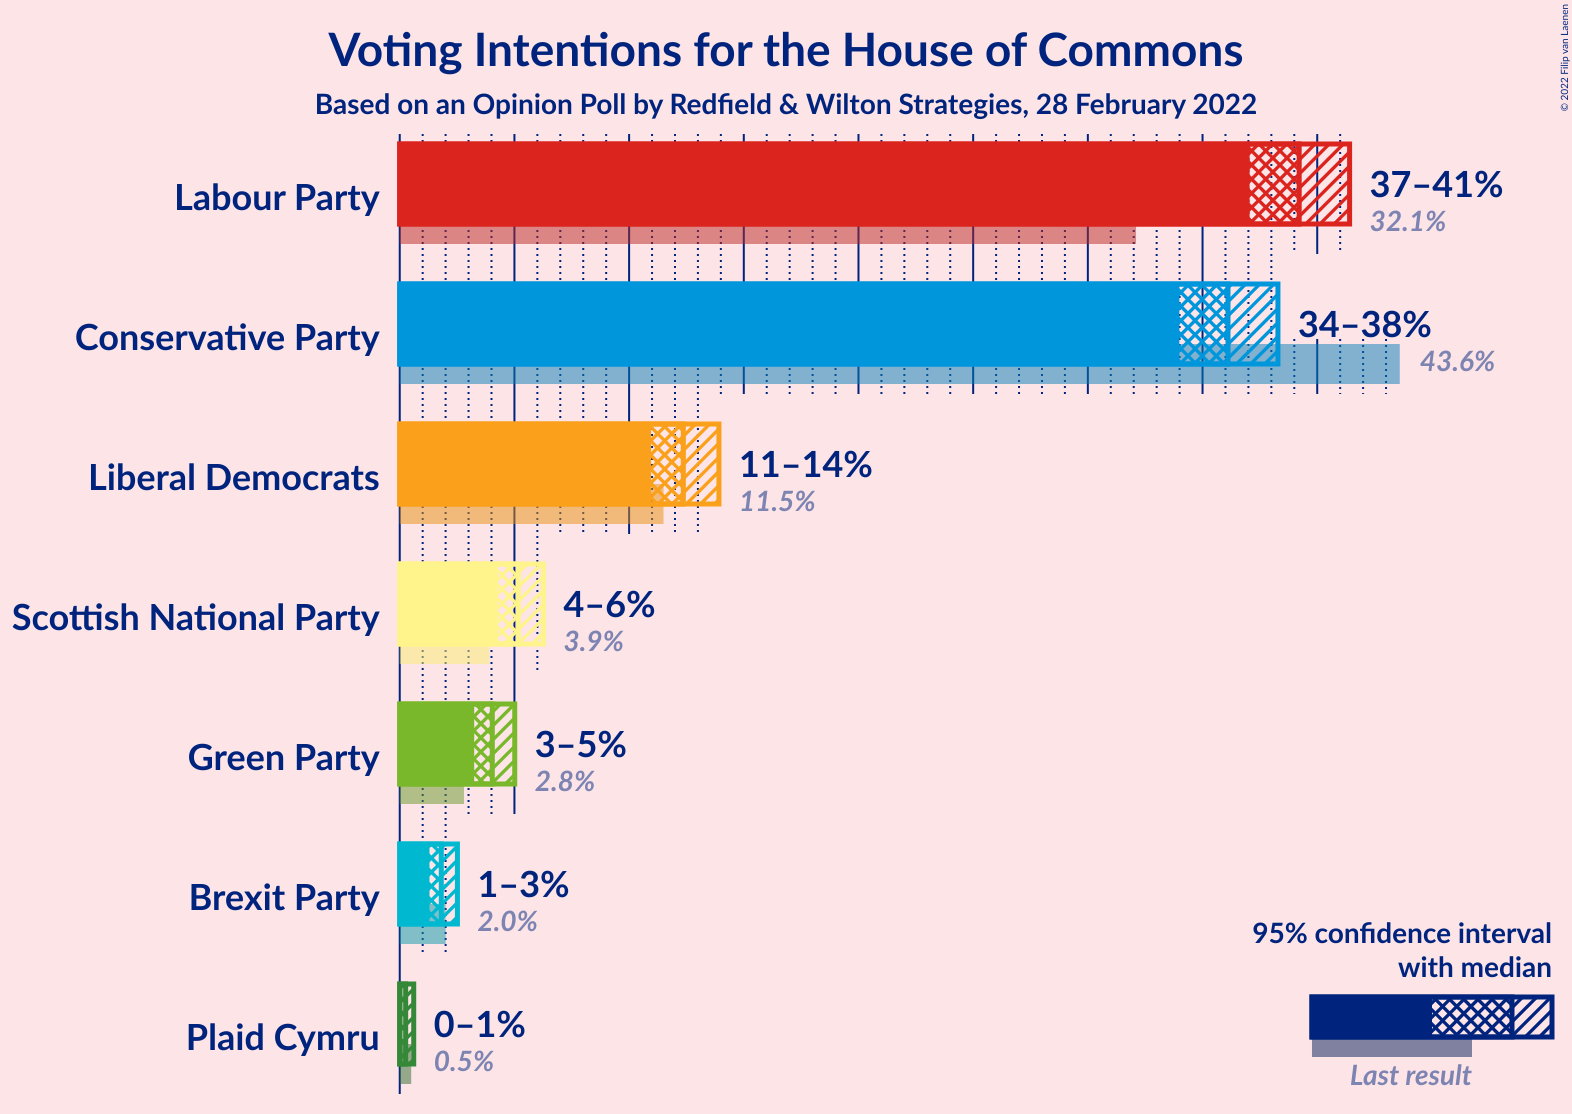 Voting Intentions for the House of Commons
Based on an Opinion Poll by Redfield & Wilton Strategies, 28 February 2022
© 2022 Filip van Laenen
Labour Party
37–41%
32.1%
Conservative Party
34–38%
43.6%
Liberal Democrats
11–14%
11.5%
Scottish National Party
4–6%
3.9%
Green Party
3–5%
2.8%
Brexit Party
1–3%
2.0%
Plaid Cymru
0–1%
0.5%
95% confidence interval
with median
Last result